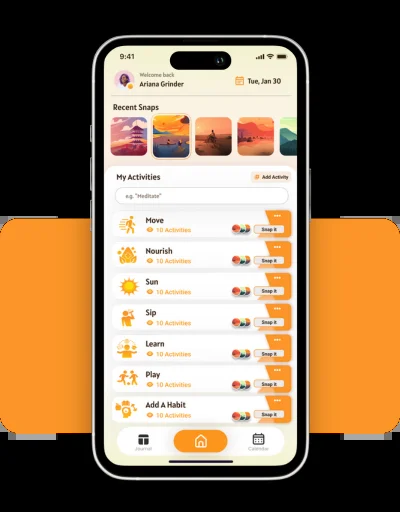 9:41
Welcome back
Ariana Grinder
Tue, Jan 30
Recent Snaps
My Activities
Add Activity
e.g. "Meditate"
Move
10 Activities
Snap it
Nourish
10 Activities
Snap it
Sun
10 Activities
Snap it
Sip
10 Activities
Snap it
Learn
10 Activities
Snap it
Play
10 Activities
Snap it
Add A Habit
10 Activities
Snap it
Journal
Calendar